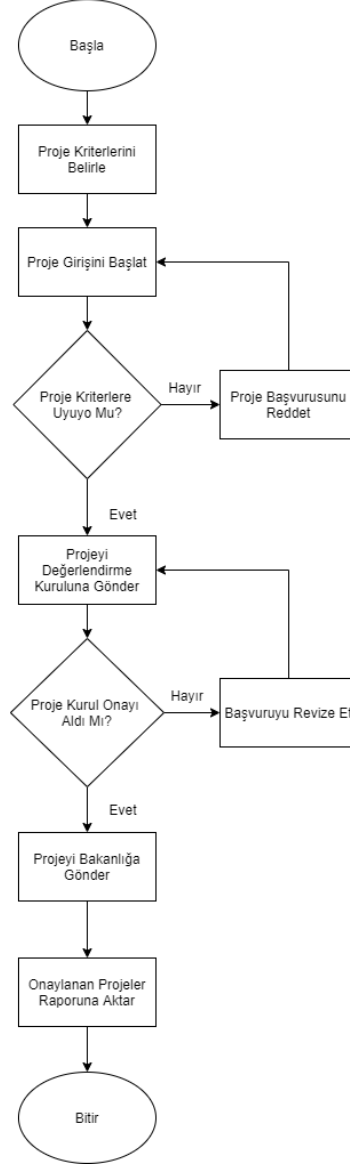 Başla
Proje Kriterlerini
Belirle
Proje Girişini Başlat
Proje Kriterlere
Uyuyo Mu?
Hayır
Proje Başvurusunu
Reddet
Evet
Projeyi
Değerlendirme
Kuruluna Gönder
Proje Kurul Onayı
Aldı Mı?
Hayır
Başvuruyu Revize Et
Evet
Projeyi Bakanlığa
Gönder
Onaylanan Projeler
Raporuna Aktar
Bitir